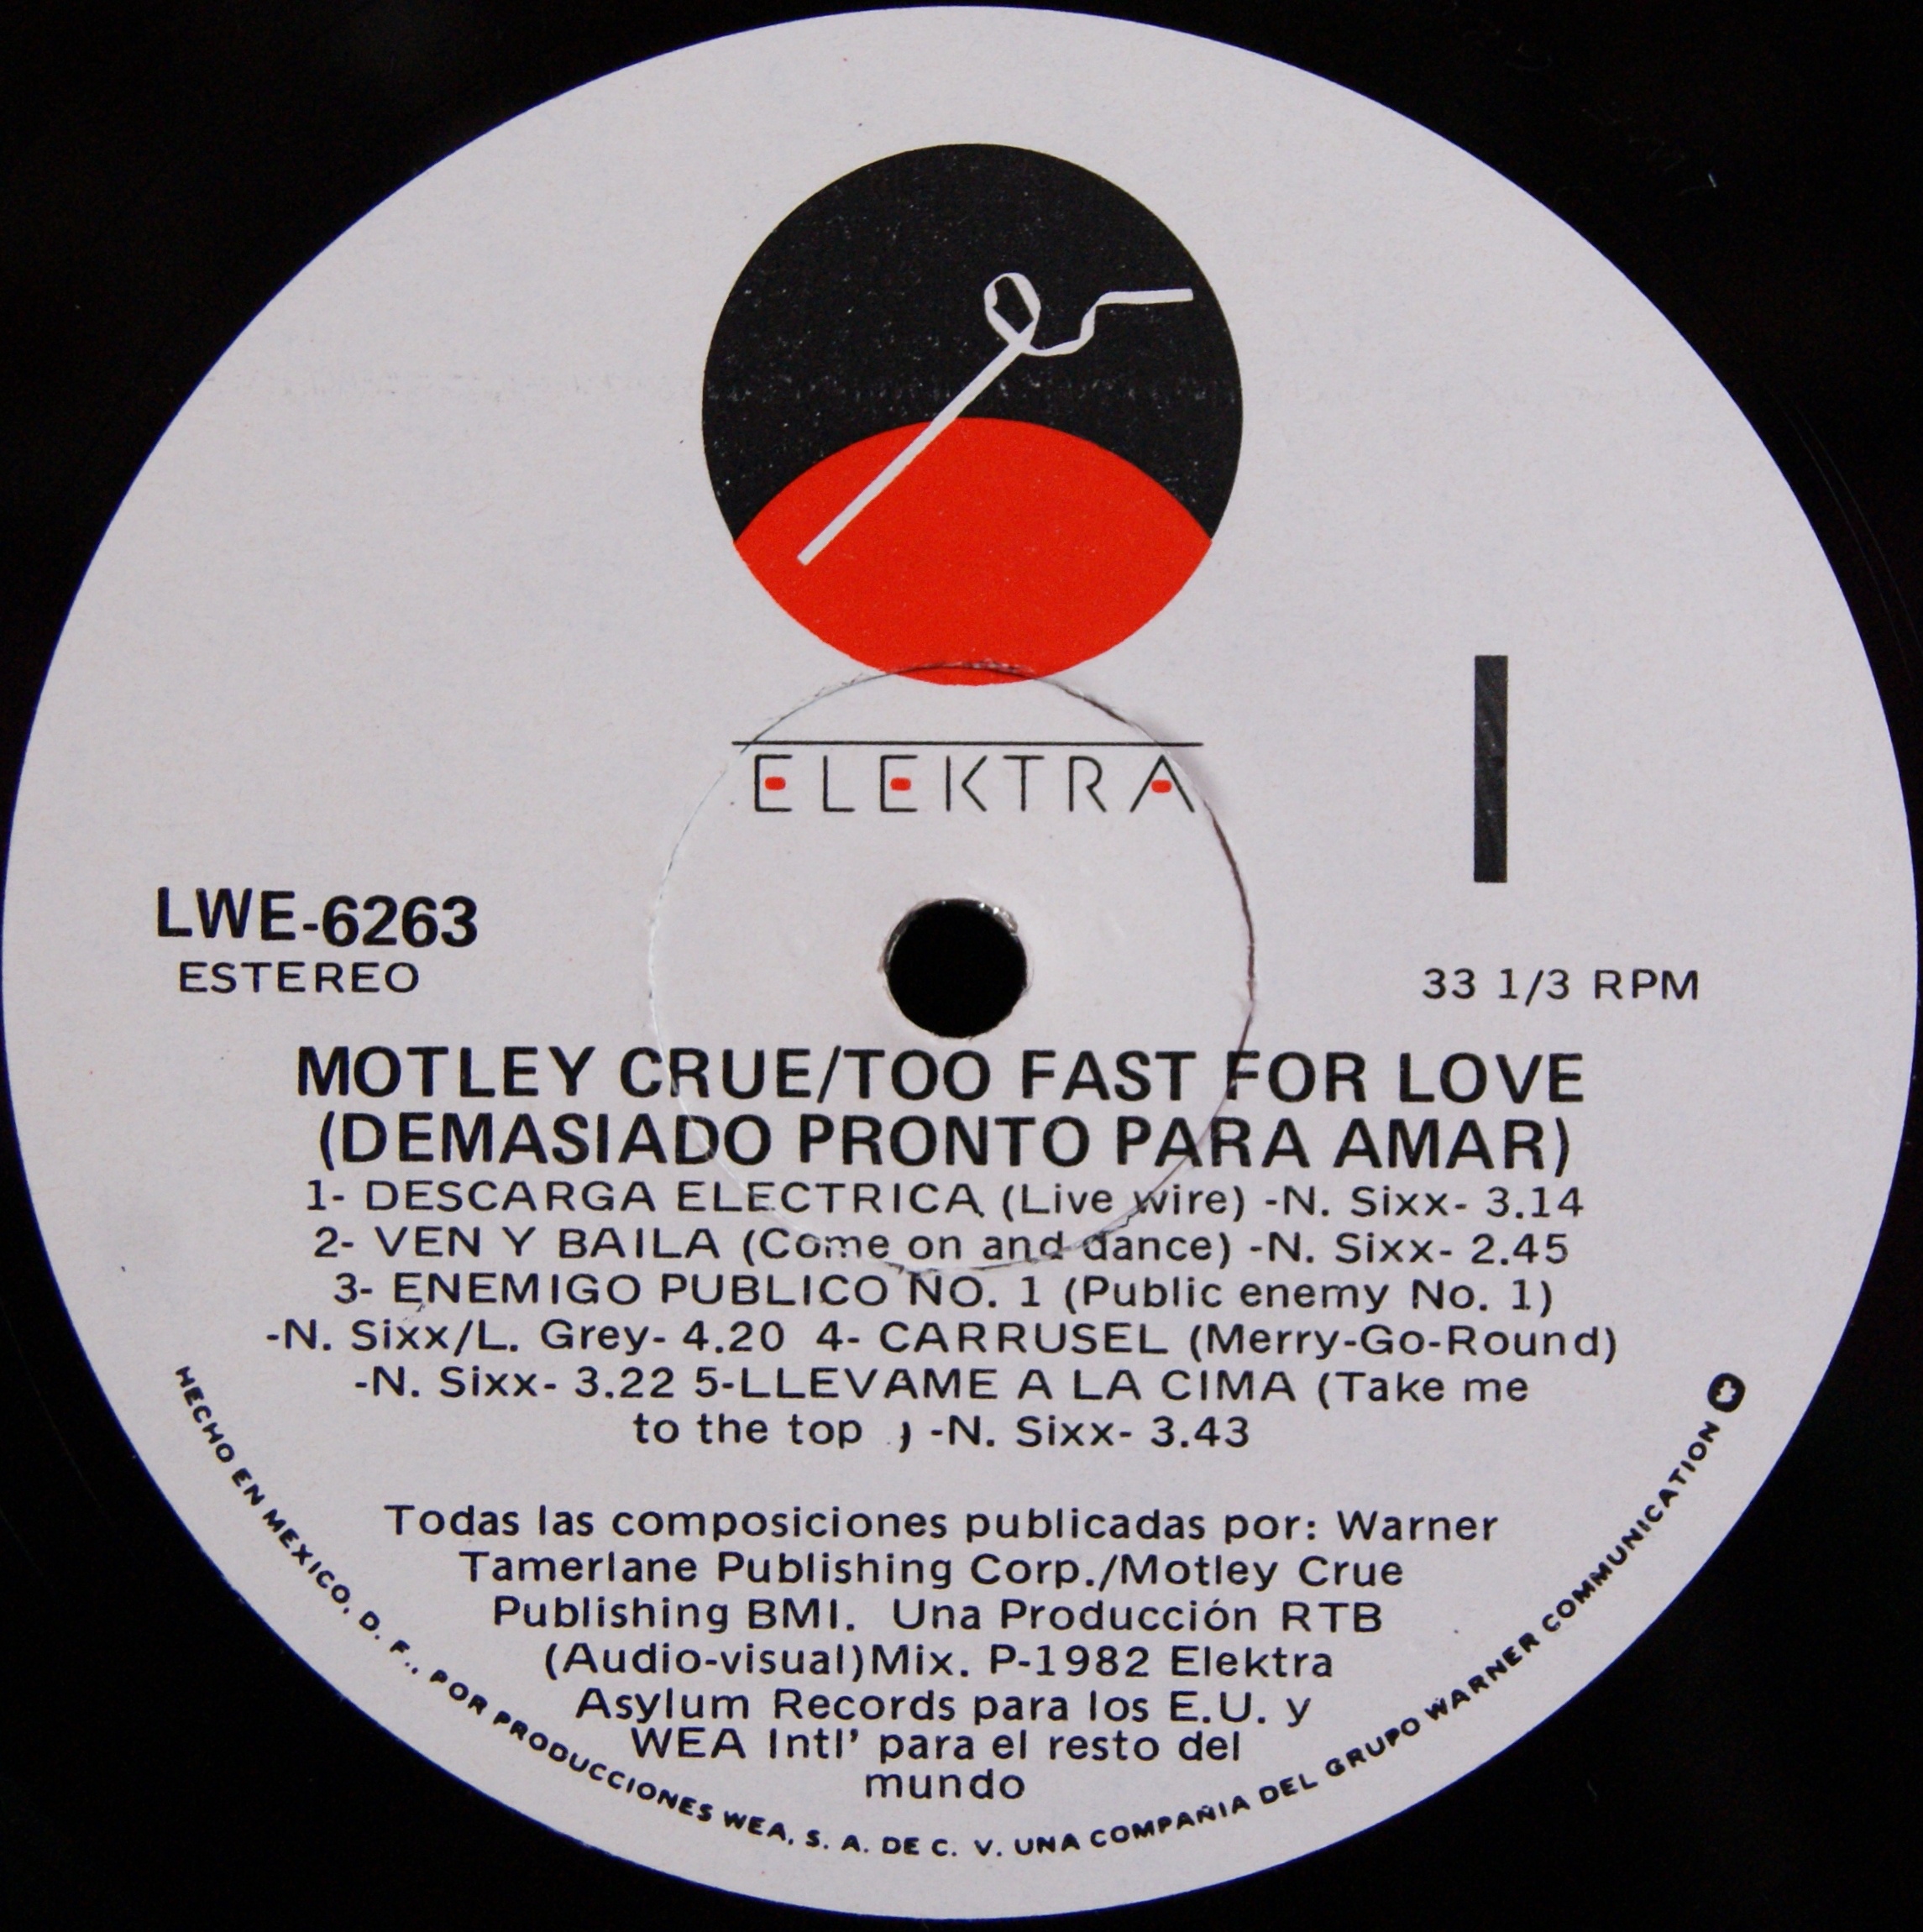 ELEKTRA
I
LWE-6263
ESTEREO
33 1/3 RPM
MOTLEY CRUE/TOO FAST FOR LOVE
(DEMASIADO PRONTO PARA AMAR)
1- DESCARGA ELECTRICA (Live wire) -N. Sixx- 3.14
2- VEN Y BAILA (Come on and dance) -N. Sixx- 2.45
3- ENEMIGO PUBLICO NO. 1 (Public enemy No. 1)
-N. Sixx/L. Grey- 4.20 4- CARRUSEL (Merry-Go-Round)
-N. Sixx- 3.22 5-LLEVAME A LA CIMA (Take me
to the top ) -N. Sixx- 3.43
Todas las composiciones publicadas por: Warner
Tamerlane Publishing Corp./Motley Crue
Publishing BMI. Una Producción RTB
(Audio-visual)Mix. P-1982 Elektra
Asylum Records para los E.U. y
WEA Intl' para el resto del
mundo
HECHO EN MEXICO, D. F., POR PRODUCCIONES WEA, S. A. DE C. V. UNA COMPAÑIA DEL GRUPO WARNER COMMUNICATION